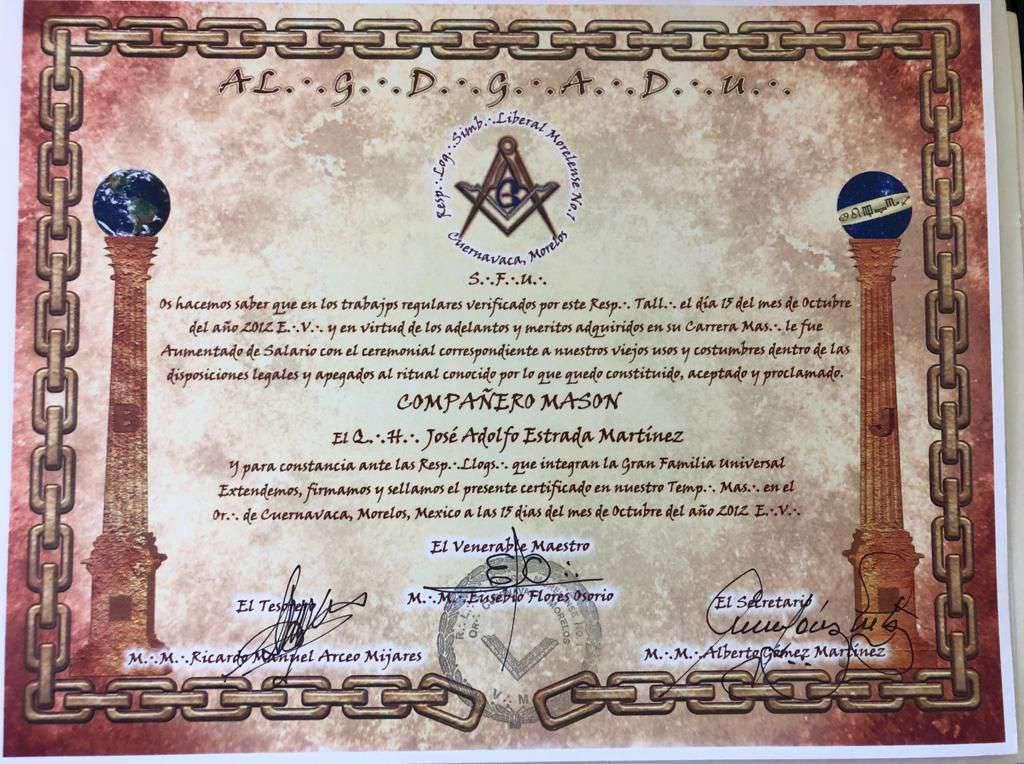 AL.·.G.·.D.·.G.·.A.·.D.·.U.·.
Resp.·.Log.·.Simb.·.Liberal Morelense No.1
G
Cuernavaca, Morelos
S.·.F.·.U.·.
Os hacemos saber que en los trabajps regulares verificados por este Resp.·. Tall.·. el día 15 del mes de Octubre
del año 2012 E.·.V.·. y en virtud de los adelantos y meritos adquiridos en su Carrera Mas.·. le fue
Aumentado de Salario con el ceremonial correspondiente a nuestros viejos usos y costumbres dentro de las
disposiciones legales y apegados al ritual conocido por lo que quedo constituido, aceptado y proclamado.
COMPAÑERO MASON
El Q.·.H.·. José Adolfo Estrada Martínez
Y para constancia ante las Resp.·.Llogs.·. que integran la Gran Familia Universal
Extendemos, firmamos y sellamos el presente certificado en nuestro Temp.·. Mas.·. en el
Or.·. de Cuernavaca, Morelos, Mexico a las 15 dias del mes de Octubre del año 2012 E.·.V.·.
B
J
El Venerable Maestro
M.·.M.·. Eusebio Flores Osorio
El Tesorero
M.·.M.·.Ricardo Manuel Arceo Mijares
El Secretario
M.·.M.·.Alberto Gómez Martínez
V.·.M